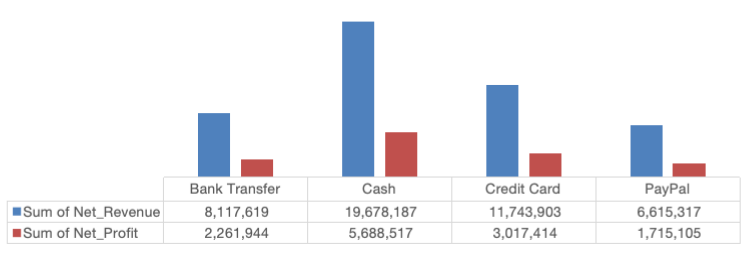 Bank Transfer Cash Credit Card PayPal
Sum of Net_Revenue 8,117,619 19,678,187 11,743,903 6,615,317
Sum of Net_Profit 2,261,944 5,688,517 3,017,414 1,715,105